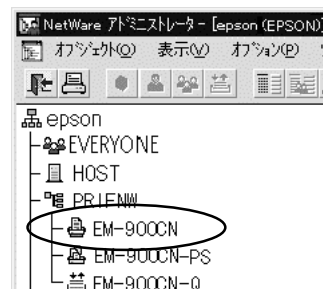 NetWare アドミニストレータ - [epson (EPSON)]
オブジェクト(O) 表示(V) オプション(P)
epson
EVERYONE
HOST
PRIENW
EM-900CN
EM-900CN-PS
EM-900CN-Q